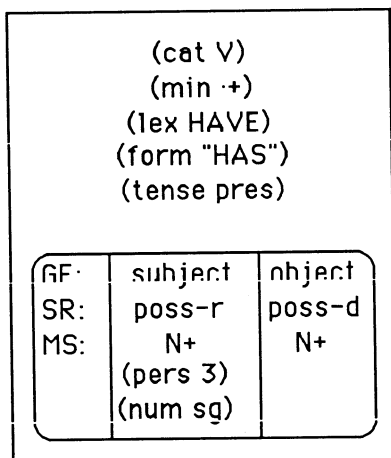 (cat V)
(min +)
(lex HAVE)
(form "HAS")
(tense pres)
GF: subject object
SR: poss-r poss-d
MS: N+ N+
(pers 3)
(num sg)